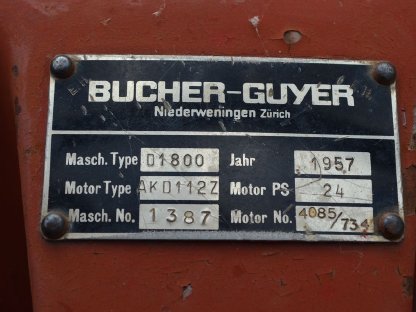 BUCHER-GUYER
Niederweningen Zürich
Masch. Type D1800 Jahr 1957
Motor Type AKD112Z Motor PS 24
Masch. No. 1387 Motor No. 4085/734